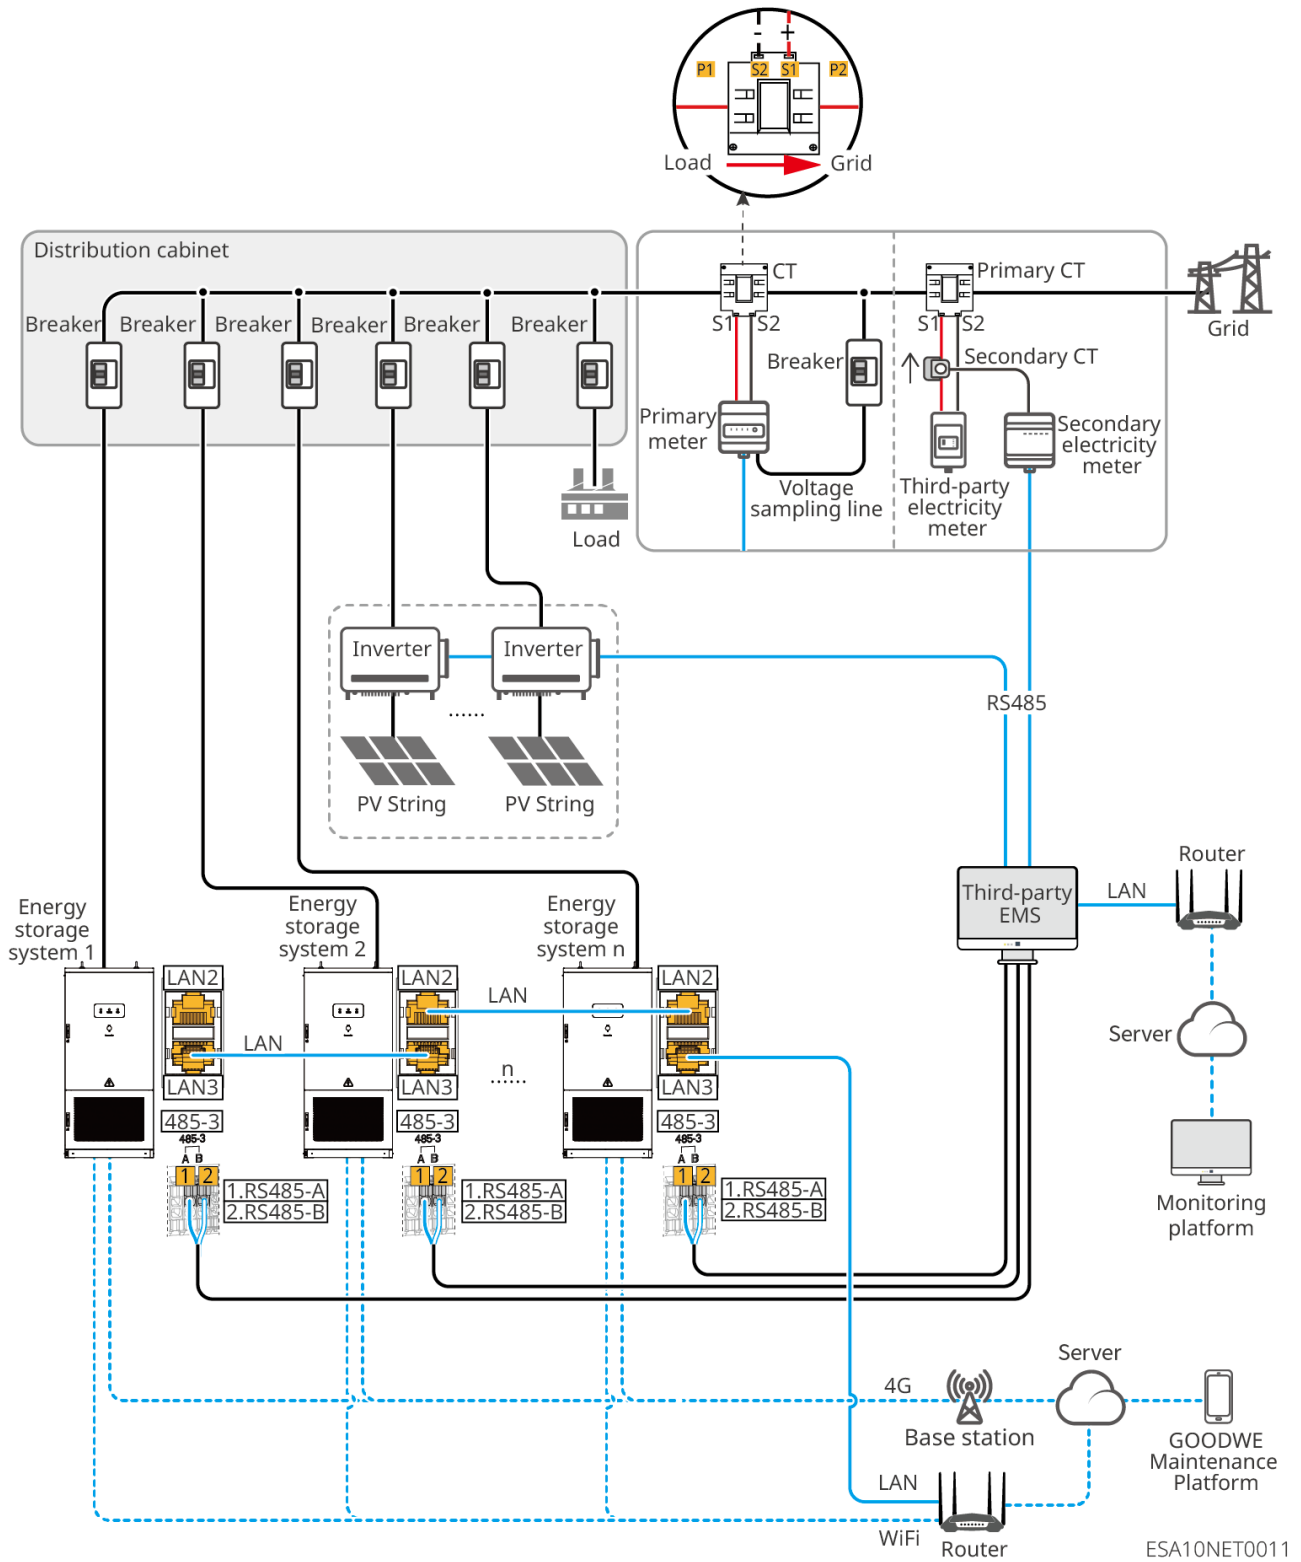 -
+
P1
S2
S1
P2
Load
Grid
Distribution cabinet
CT
Primary CT
Breaker
Breaker
Breaker
Breaker
Breaker
Breaker
S1
S2
S1
S2
Grid
Breaker
Secondary CT
Primary
meter
Secondary
electricity
meter
Voltage
sampling line
Third-party
electricity
meter
Load
Inverter
Inverter
......
RS485
PV String
PV String
Router
Third-party
EMS
LAN
Energy
storage
system 1
Energy
storage
system 2
Energy
storage
system n
LAN2
LAN2
LAN2
LAN
LAN
Server
n
......
LAN3
LAN3
LAN3
485-3
485-3
485-3
485-3
485-3
485-3
A B
A B
A B
1 2
1 2
1 2
1.RS485-A
2.RS485-B
1.RS485-A
2.RS485-B
1.RS485-A
2.RS485-B
Monitoring
platform
Server
4G
Base station
GOODWE
Maintenance
Platform
LAN
WiFi
Router
ESA10NET0011